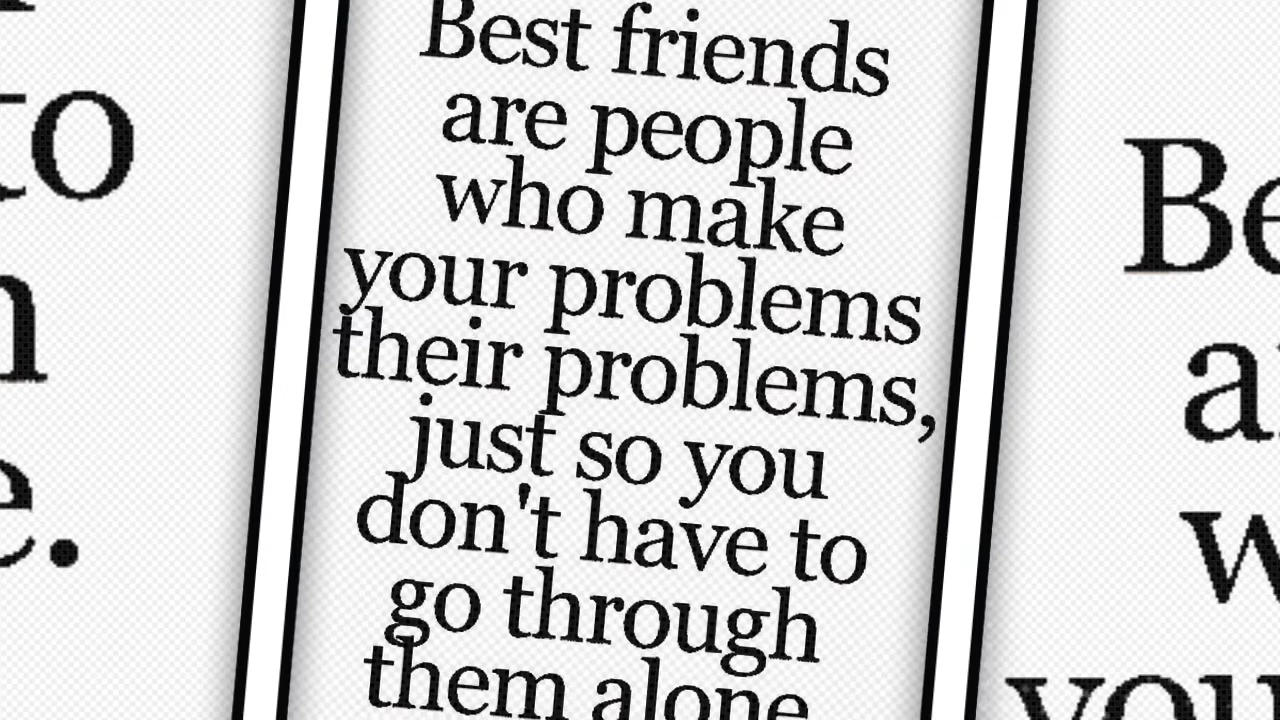 Best friends
are people
who make
your problems
their problems,
just so you
don't have to
go through
them alone
to